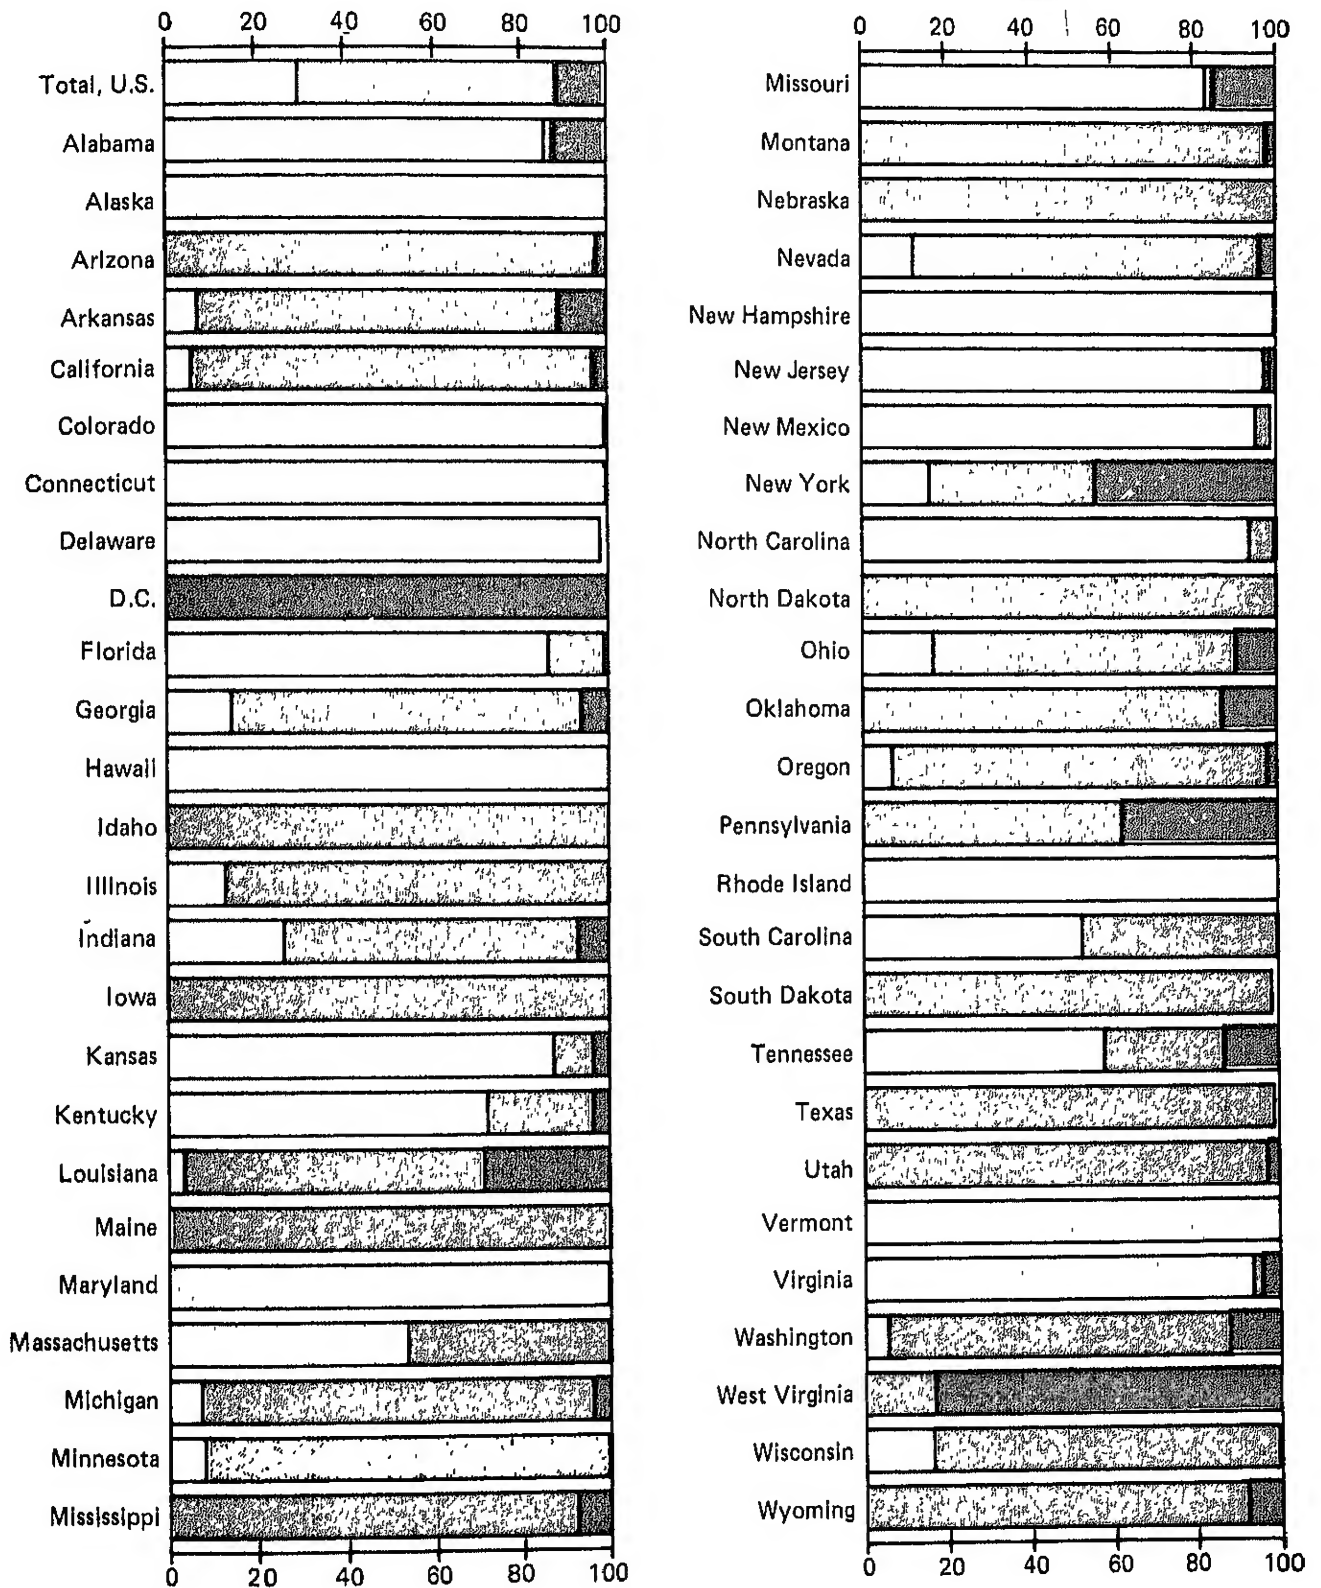 0 20 40 60 80 100
Total, U.S.
Alabama
Alaska
Arizona
Arkansas
California
Colorado
Connecticut
Delaware
D.C.
Florida
Georgia
Hawaii
Idaho
Illinois
Indiana
Iowa
Kansas
Kentucky
Louisiana
Maine
Maryland
Massachusetts
Michigan
Minnesota
Mississippi
0 20 40 60 80 100
0 20 40 60 80 100
Missouri
Montana
Nebraska
Nevada
New Hampshire
New Jersey
New Mexico
New York
North Carolina
North Dakota
Ohio
Oklahoma
Oregon
Pennsylvania
Rhode Island
South Carolina
South Dakota
Tennessee
Texas
Utah
Vermont
Virginia
Washington
West Virginia
Wisconsin
Wyoming
0 20 40 60 80 100